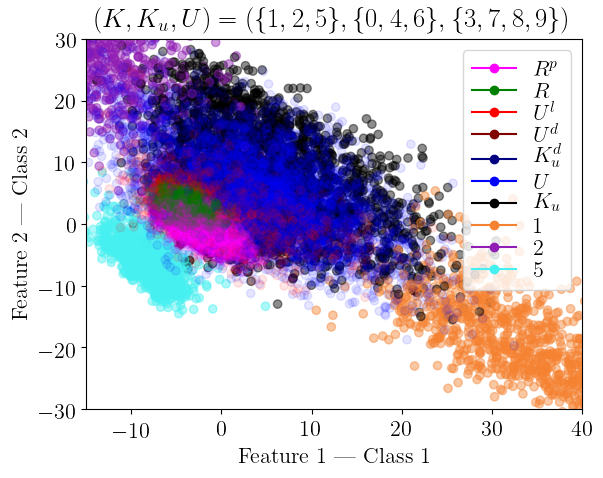 (K, K_u, U) = ({1, 2, 5}, {0, 4, 6}, {3, 7, 8, 9})
30
20
10
0
−10
−20
−30
Feature 2 — Class 2
R^p
R
U^l
U^d
K_u^d
U
K_u
1
2
5
−10
0
10
20
30
40
Feature 1 — Class 1